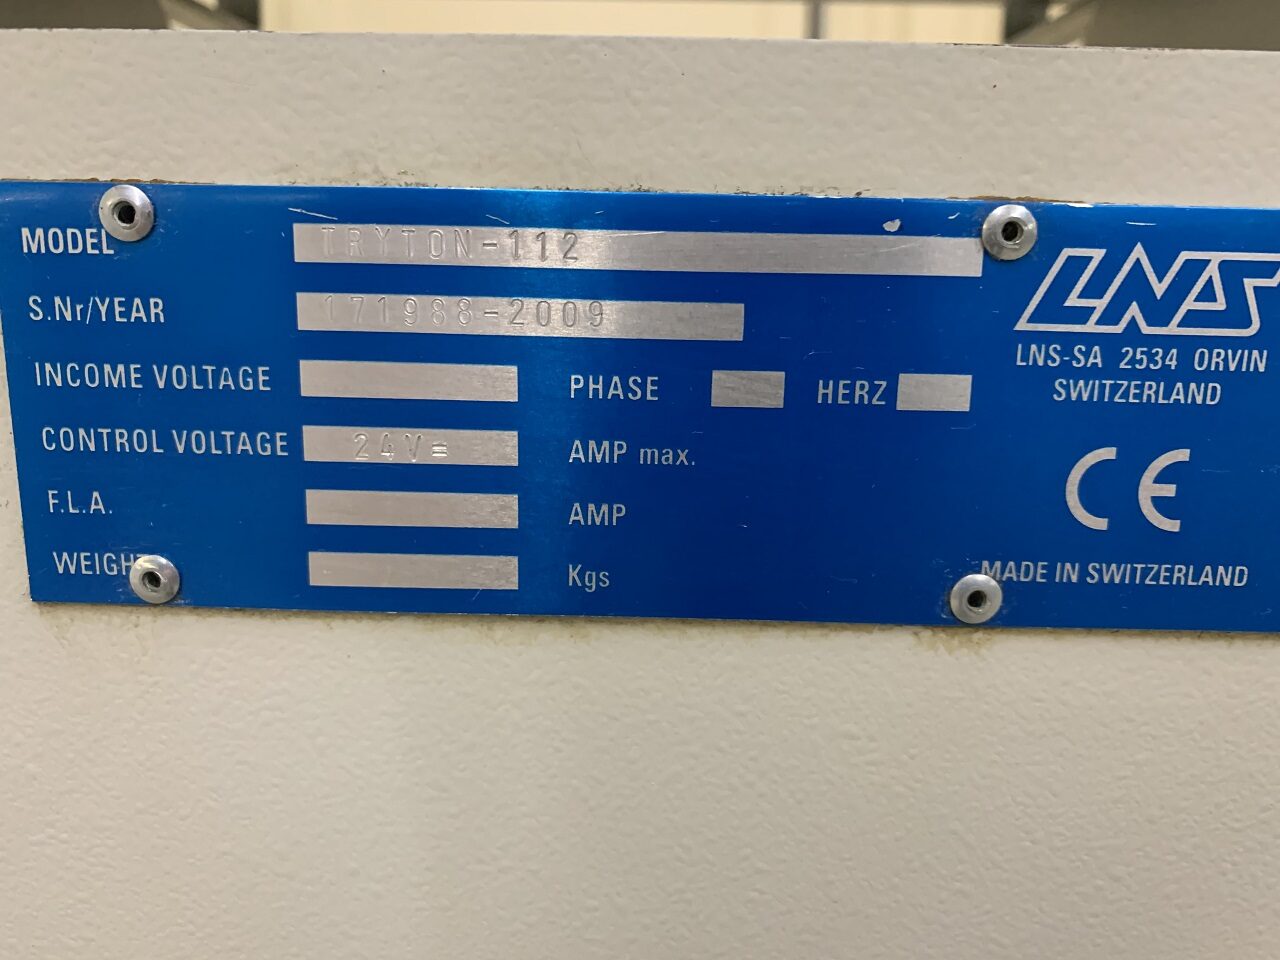 MODEL TRYTON-112
S.Nr/YEAR 171988-2009
INCOME VOLTAGE PHASE HERZ
CONTROL VOLTAGE 24V= AMP max.
F.L.A. AMP
WEIGHT Kgs
LNS
LNS-SA 2534 ORVIN
SWITZERLAND
CE
MADE IN SWITZERLAND